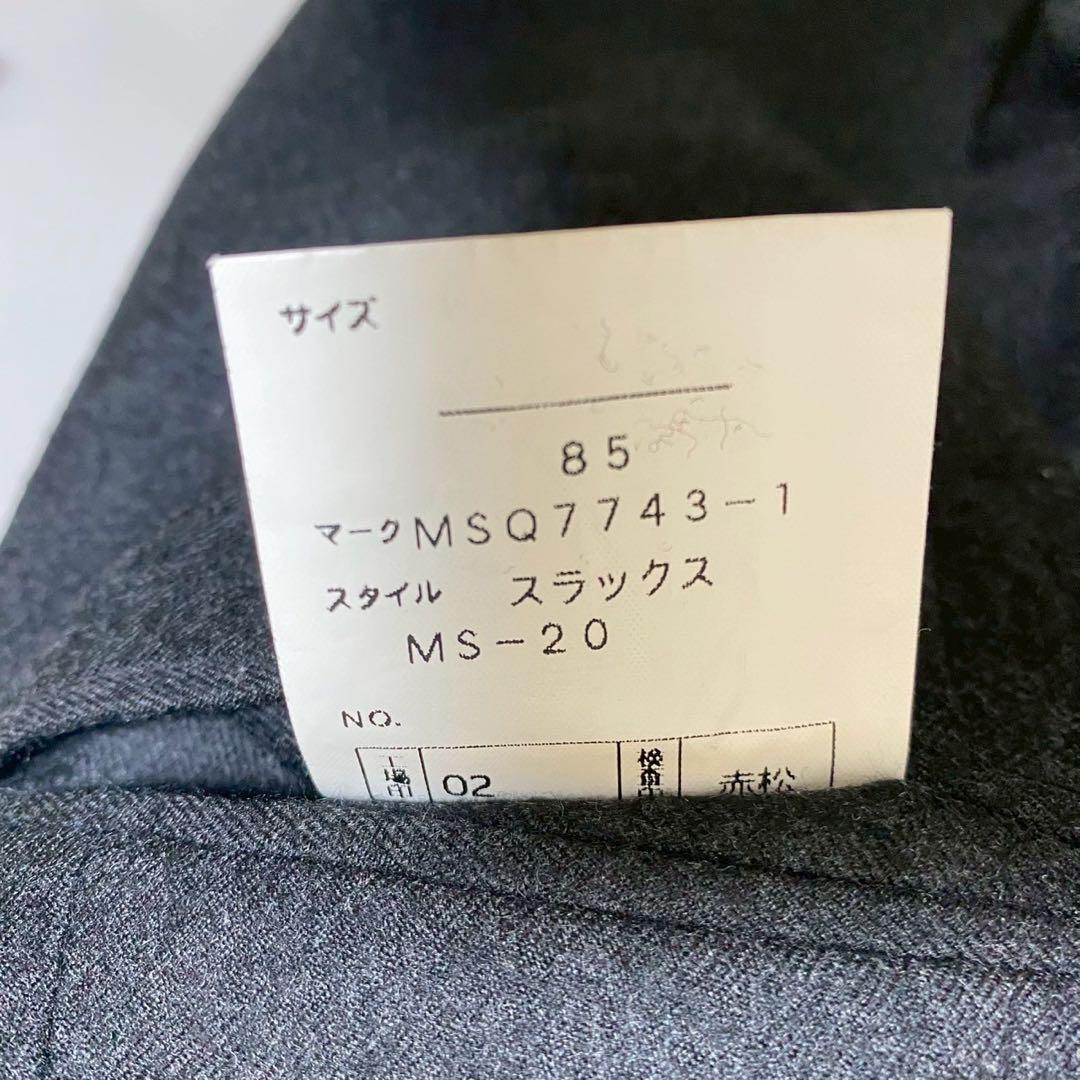 サイズ
85
マークMSQ7743-1
スタイル スラックス
MS-20
NO.
02 赤松